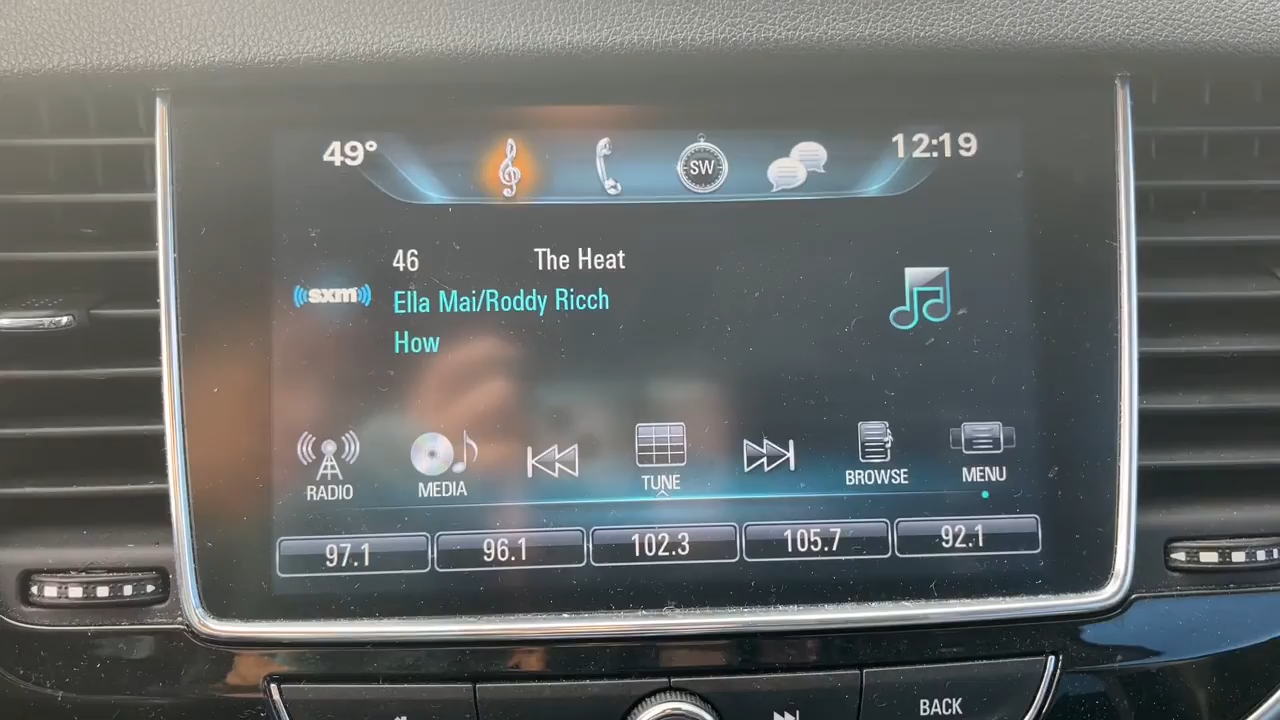 49°
SW
12:19
46 The Heat
sxm
Ella Mai/Roddy Ricch
How
RADIO
MEDIA
TUNE
BROWSE
MENU
97.1
96.1
102.3
105.7
92.1
BACK